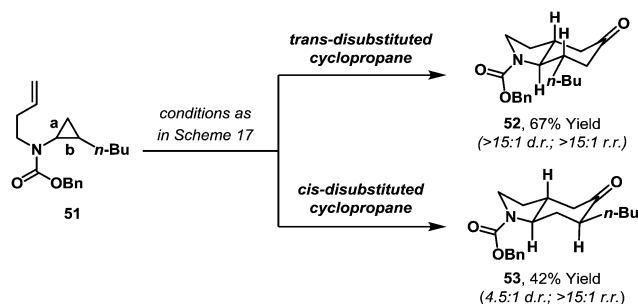 a
b
N
n-Bu
O
OBn
51
conditions as
in Scheme 17
trans-disubstituted
cyclopropane
H
O
N
H
O
H
n-Bu
OBn
52, 67% Yield
(>15:1 d.r.; >15:1 r.r.)
cis-disubstituted
cyclopropane
H
O
n-Bu
N
O
H
H
OBn
53, 42% Yield
(4.5:1 d.r.; >15:1 r.r.)